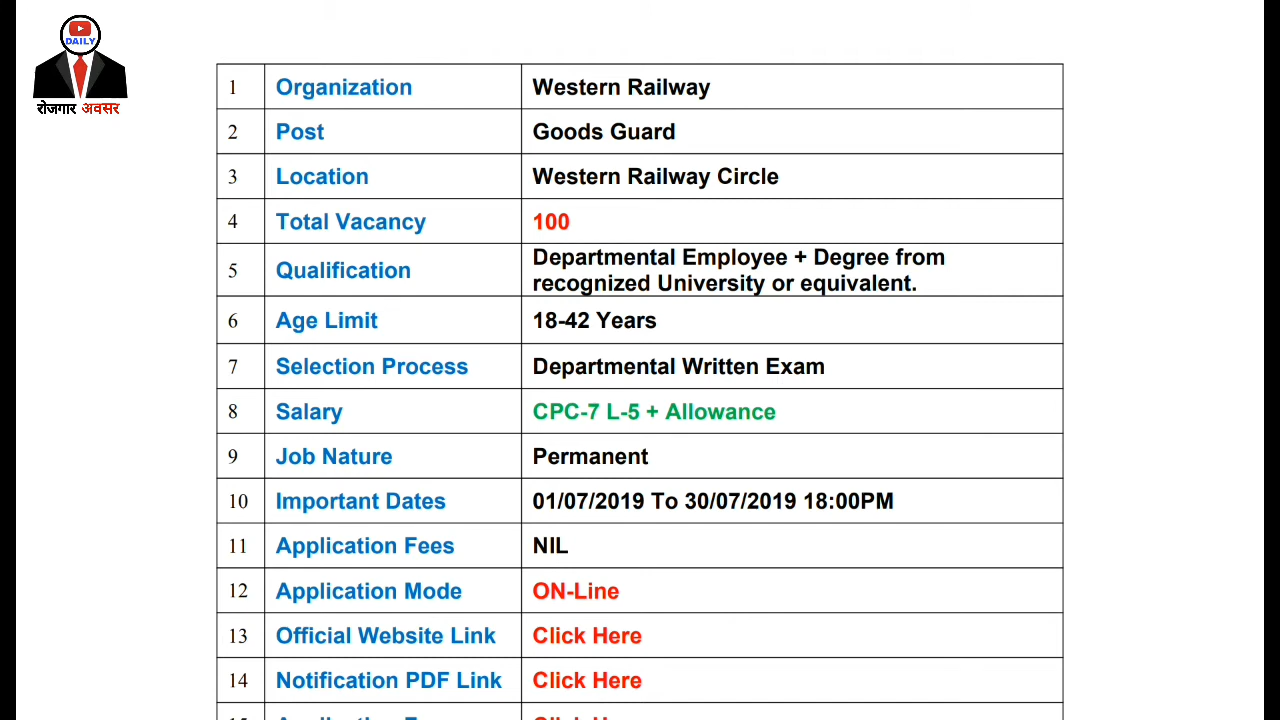 DAILY
रोजगार अवसर
1 Organization Western Railway
2 Post Goods Guard
3 Location Western Railway Circle
4 Total Vacancy 100
5 Qualification Departmental Employee + Degree from
recognized University or equivalent.
6 Age Limit 18-42 Years
7 Selection Process Departmental Written Exam
8 Salary CPC-7 L-5 + Allowance
9 Job Nature Permanent
10 Important Dates 01/07/2019 To 30/07/2019 18:00PM
11 Application Fees NIL
12 Application Mode ON-Line
13 Official Website Link Click Here
14 Notification PDF Link Click Here